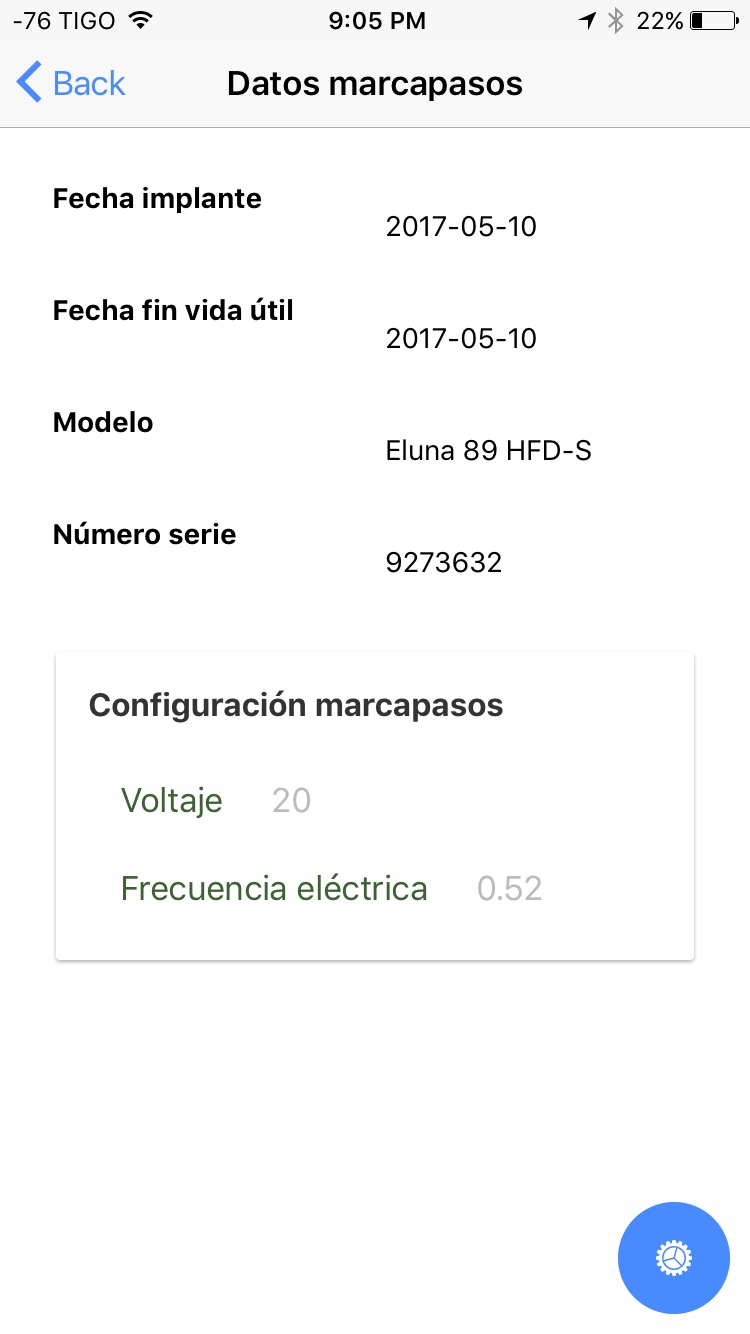 -76 TIGO 9:05 PM 22%
Back Datos marcapasos
Fecha implante
2017-05-10
Fecha fin vida útil
2017-05-10
Modelo
Eluna 89 HFD-S
Número serie
9273632
Configuración marcapasos
Voltaje 20
Frecuencia eléctrica 0.52